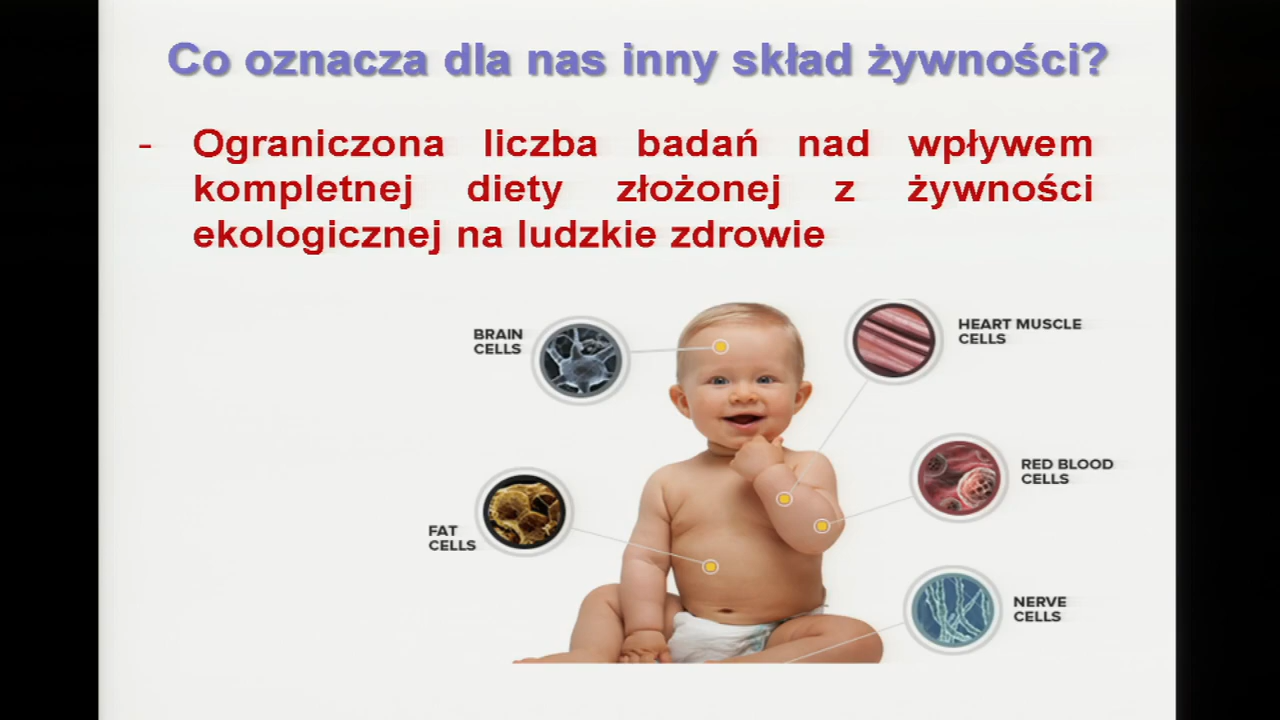 Co oznacza dla nas inny skład żywności?
- Ograniczona liczba badań nad wpływem
kompletnej diety złożonej z żywności
ekologicznej na ludzkie zdrowie
BRAIN
CELLS
HEART MUSCLE
CELLS
RED BLOOD
CELLS
FAT
CELLS
NERVE
CELLS